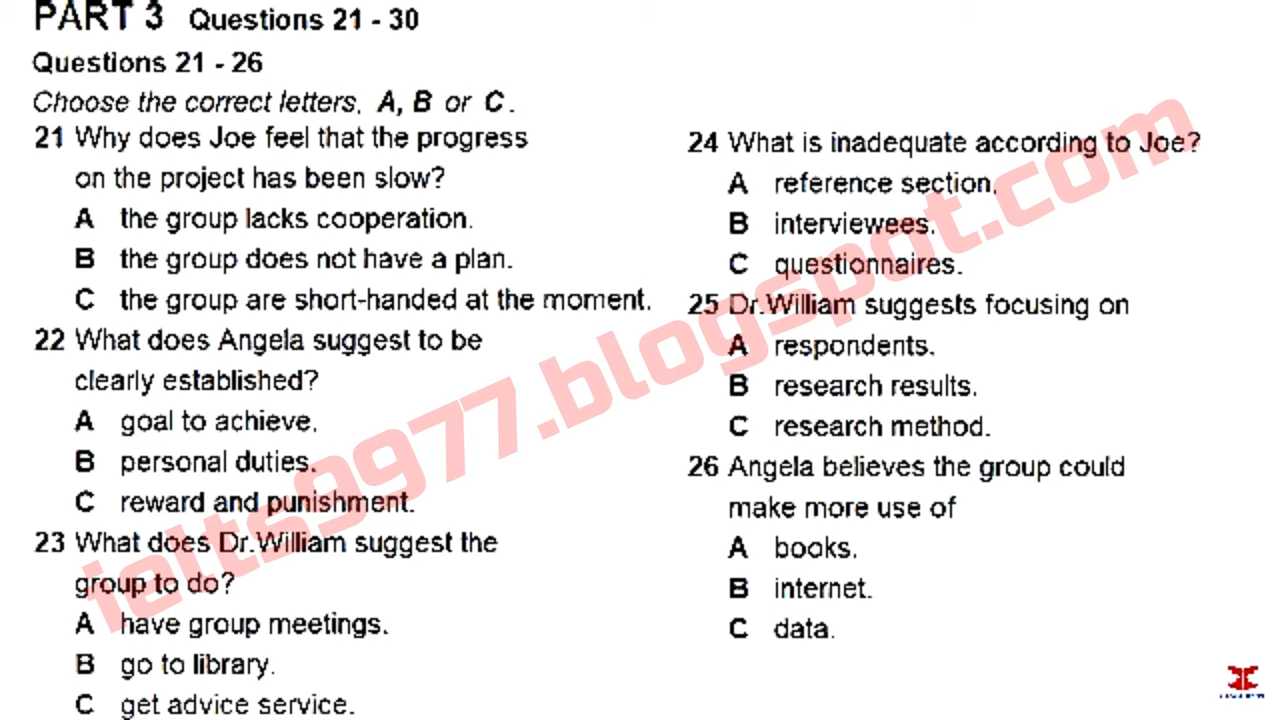 PART 3 Questions 21 - 30
Questions 21 - 26
Choose the correct letters, A, B or C.
21 Why does Joe feel that the progress
on the project has been slow?
A the group lacks cooperation.
B the group does not have a plan.
C the group are short-handed at the moment.
22 What does Angela suggest to be
clearly established?
A goal to achieve.
B personal duties.
C reward and punishment.
23 What does Dr.William suggest the
group to do?
A have group meetings.
B go to library.
C get advice service.
24 What is inadequate according to Joe?
A reference section.
B interviewees.
C questionnaires.
25 Dr.William suggests focusing on
A respondents.
B research results.
C research method.
26 Angela believes the group could
make more use of
A books.
B internet.
C data.
ielts9977.blogspot.com